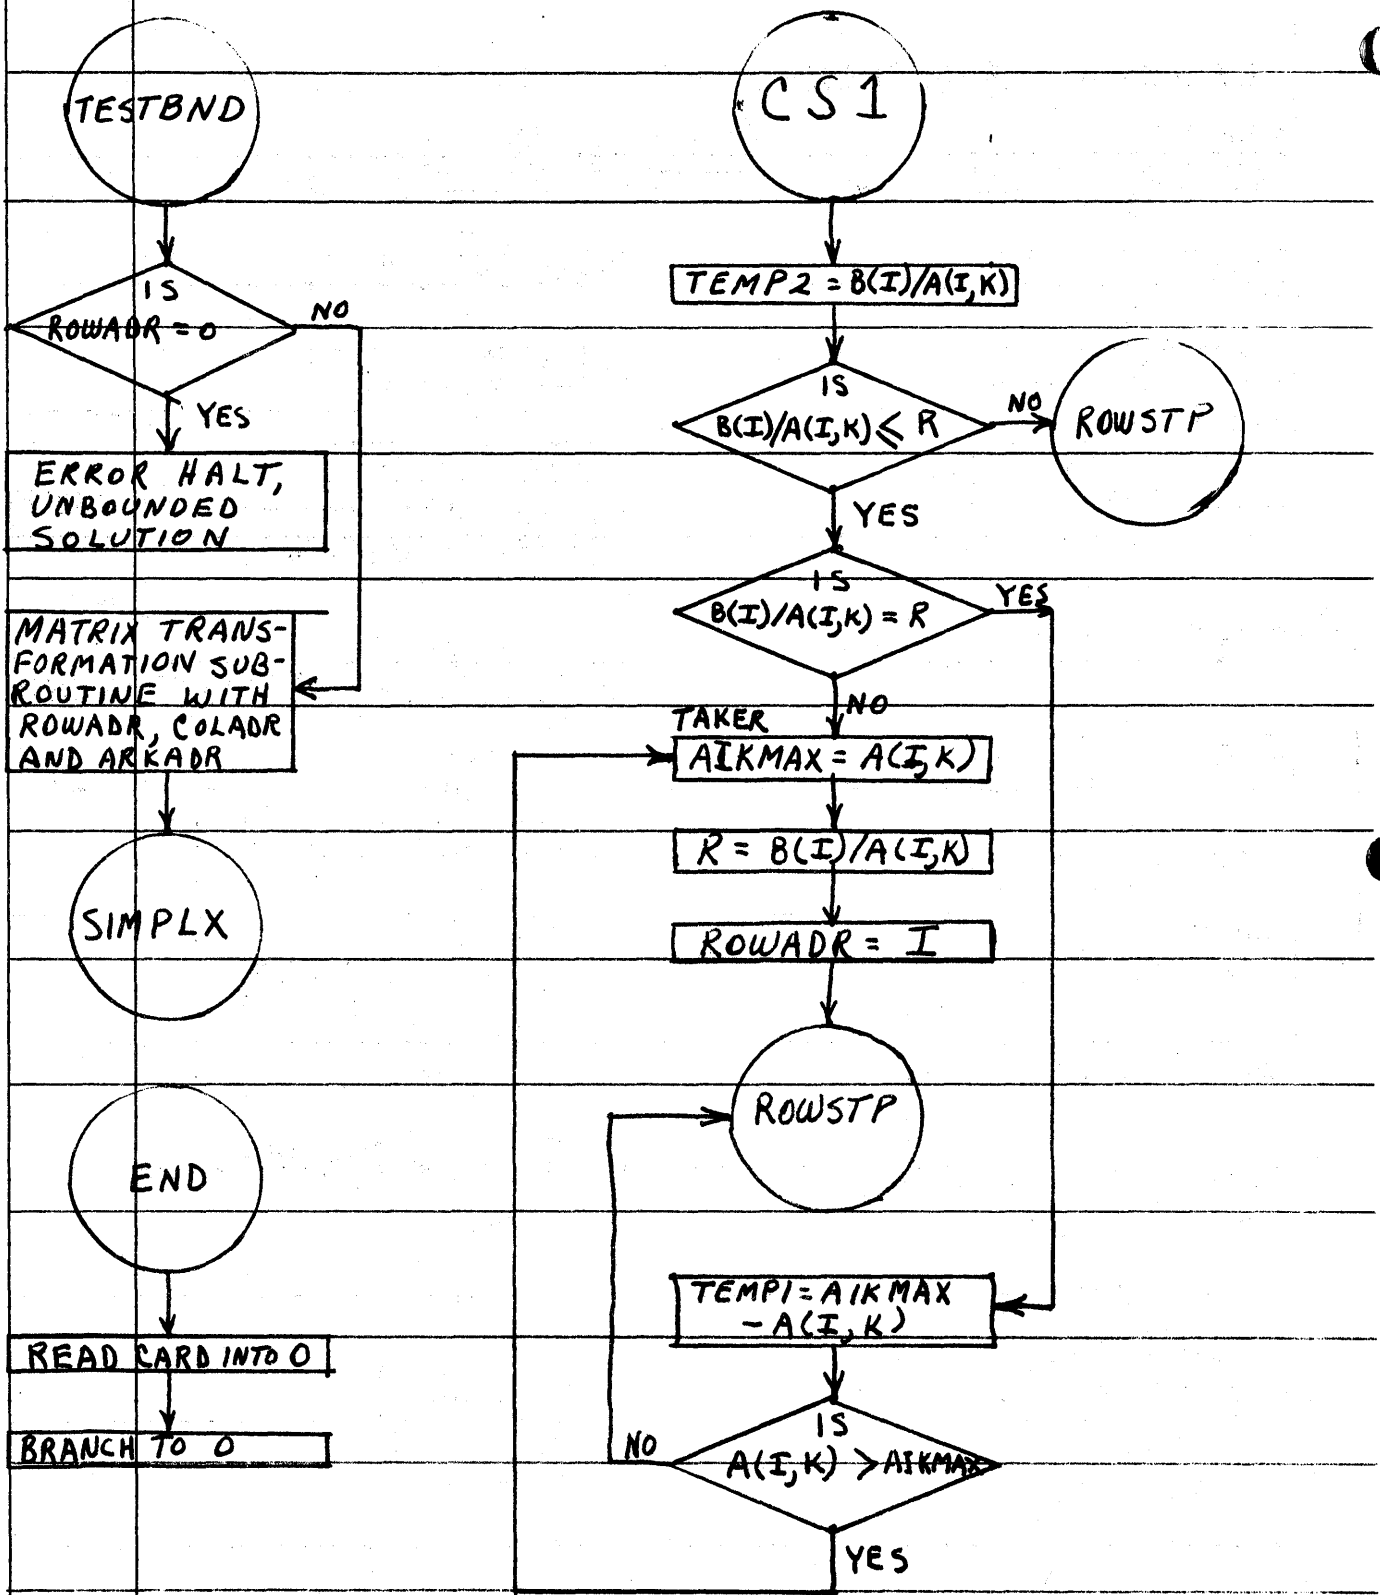 TESTBND
IS
ROWADR = 0
NO
YES
ERROR HALT,
UNBOUNDED
SOLUTION
MATRIX TRANS-
FORMATION SUB-
ROUTINE WITH
ROWADR, COLADR
AND ARKADR
SIMPLX
END
READ CARD INTO 0
BRANCH TO 0
CS1
TEMP2 = B(I)/A(I,K)
IS
B(I)/A(I,K) ≤ R
NO
ROWSTP
YES
IS
B(I)/A(I,K) = R
YES
NO
TAKER
AIKMAX = A(I,K)
R = B(I)/A(I,K)
ROWADR = I
ROWSTP
TEMP1 = AIKMAX
- A(I,K)
IS
A(I,K) > AIKMAX
NO
YES